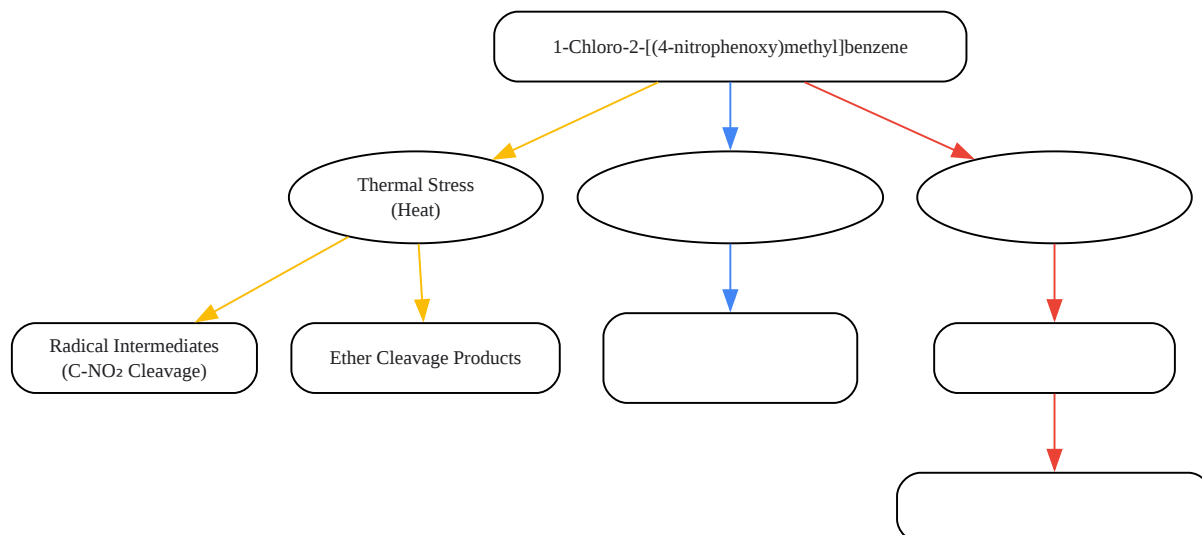 1-Chloro-2-[(4-nitrophenoxy)methyl]benzene
Thermal Stress
(Heat)
Radical Intermediates
(C-NO₂ Cleavage)
Ether Cleavage Products